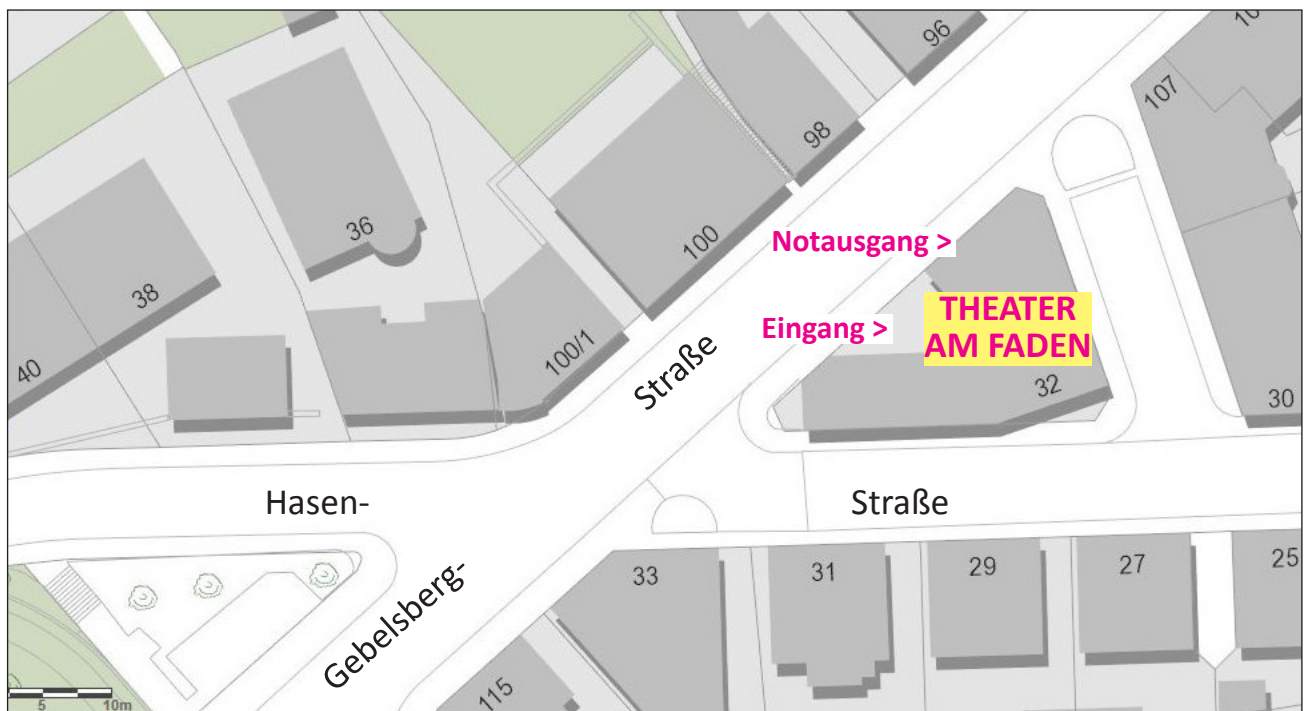 96
10
107
98
36
100
Notausgang >
38
THEATER
AM FADEN
Eingang >
100/1
40
Straße
32
30
Hasen-
Straße
33
31
29
27
25
Gebelsberg-
115
5
10m